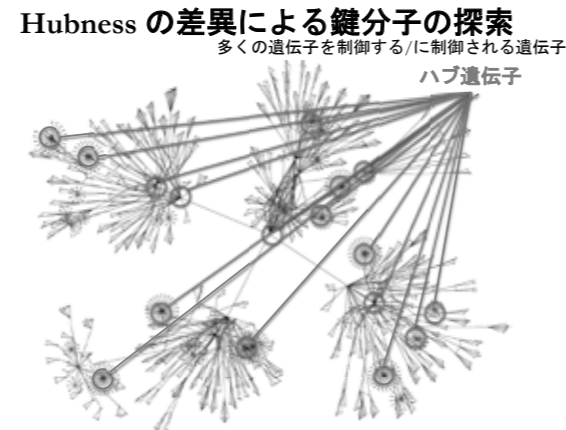 Hubness の差異による鍵分子の探索
多くの遺伝子を制御する/に制御される遺伝子
ハブ遺伝子